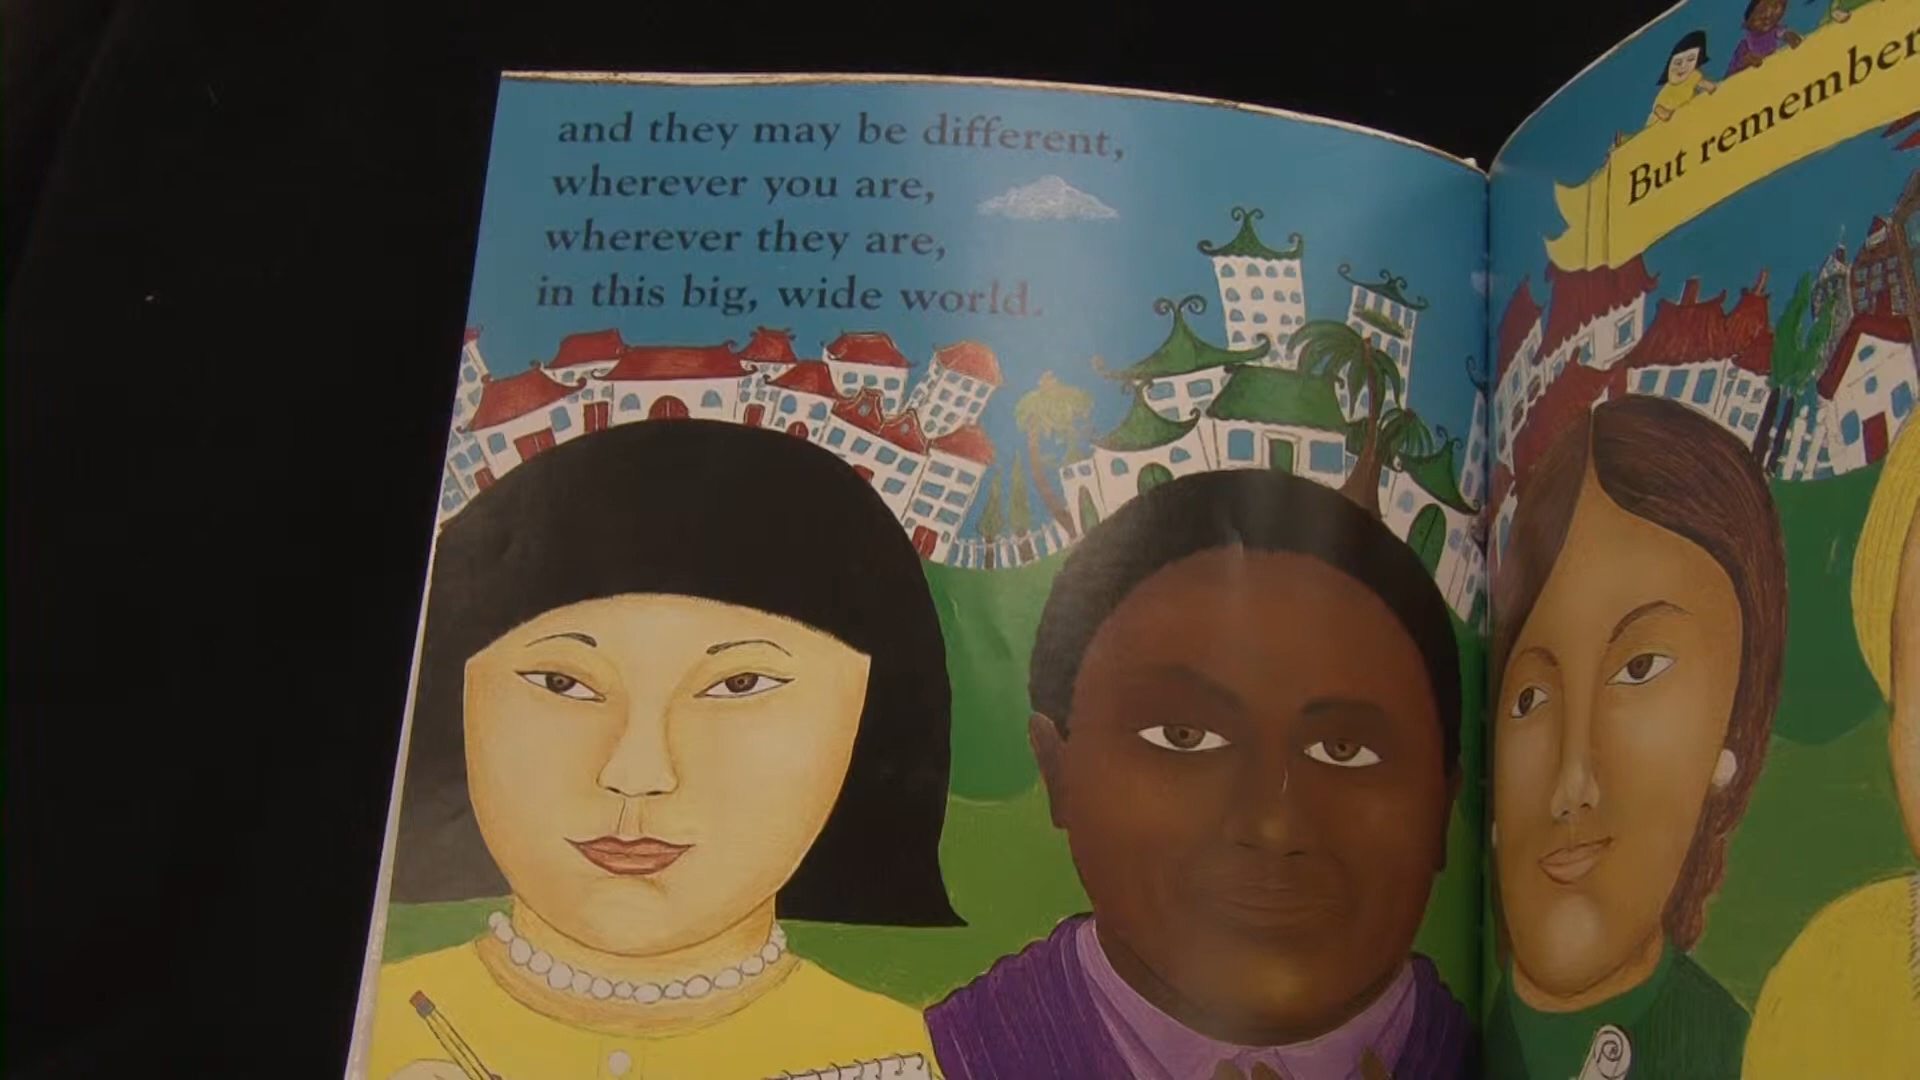 and they may be different,
wherever you are,
wherever they are,
in this big, wide world.
But remember